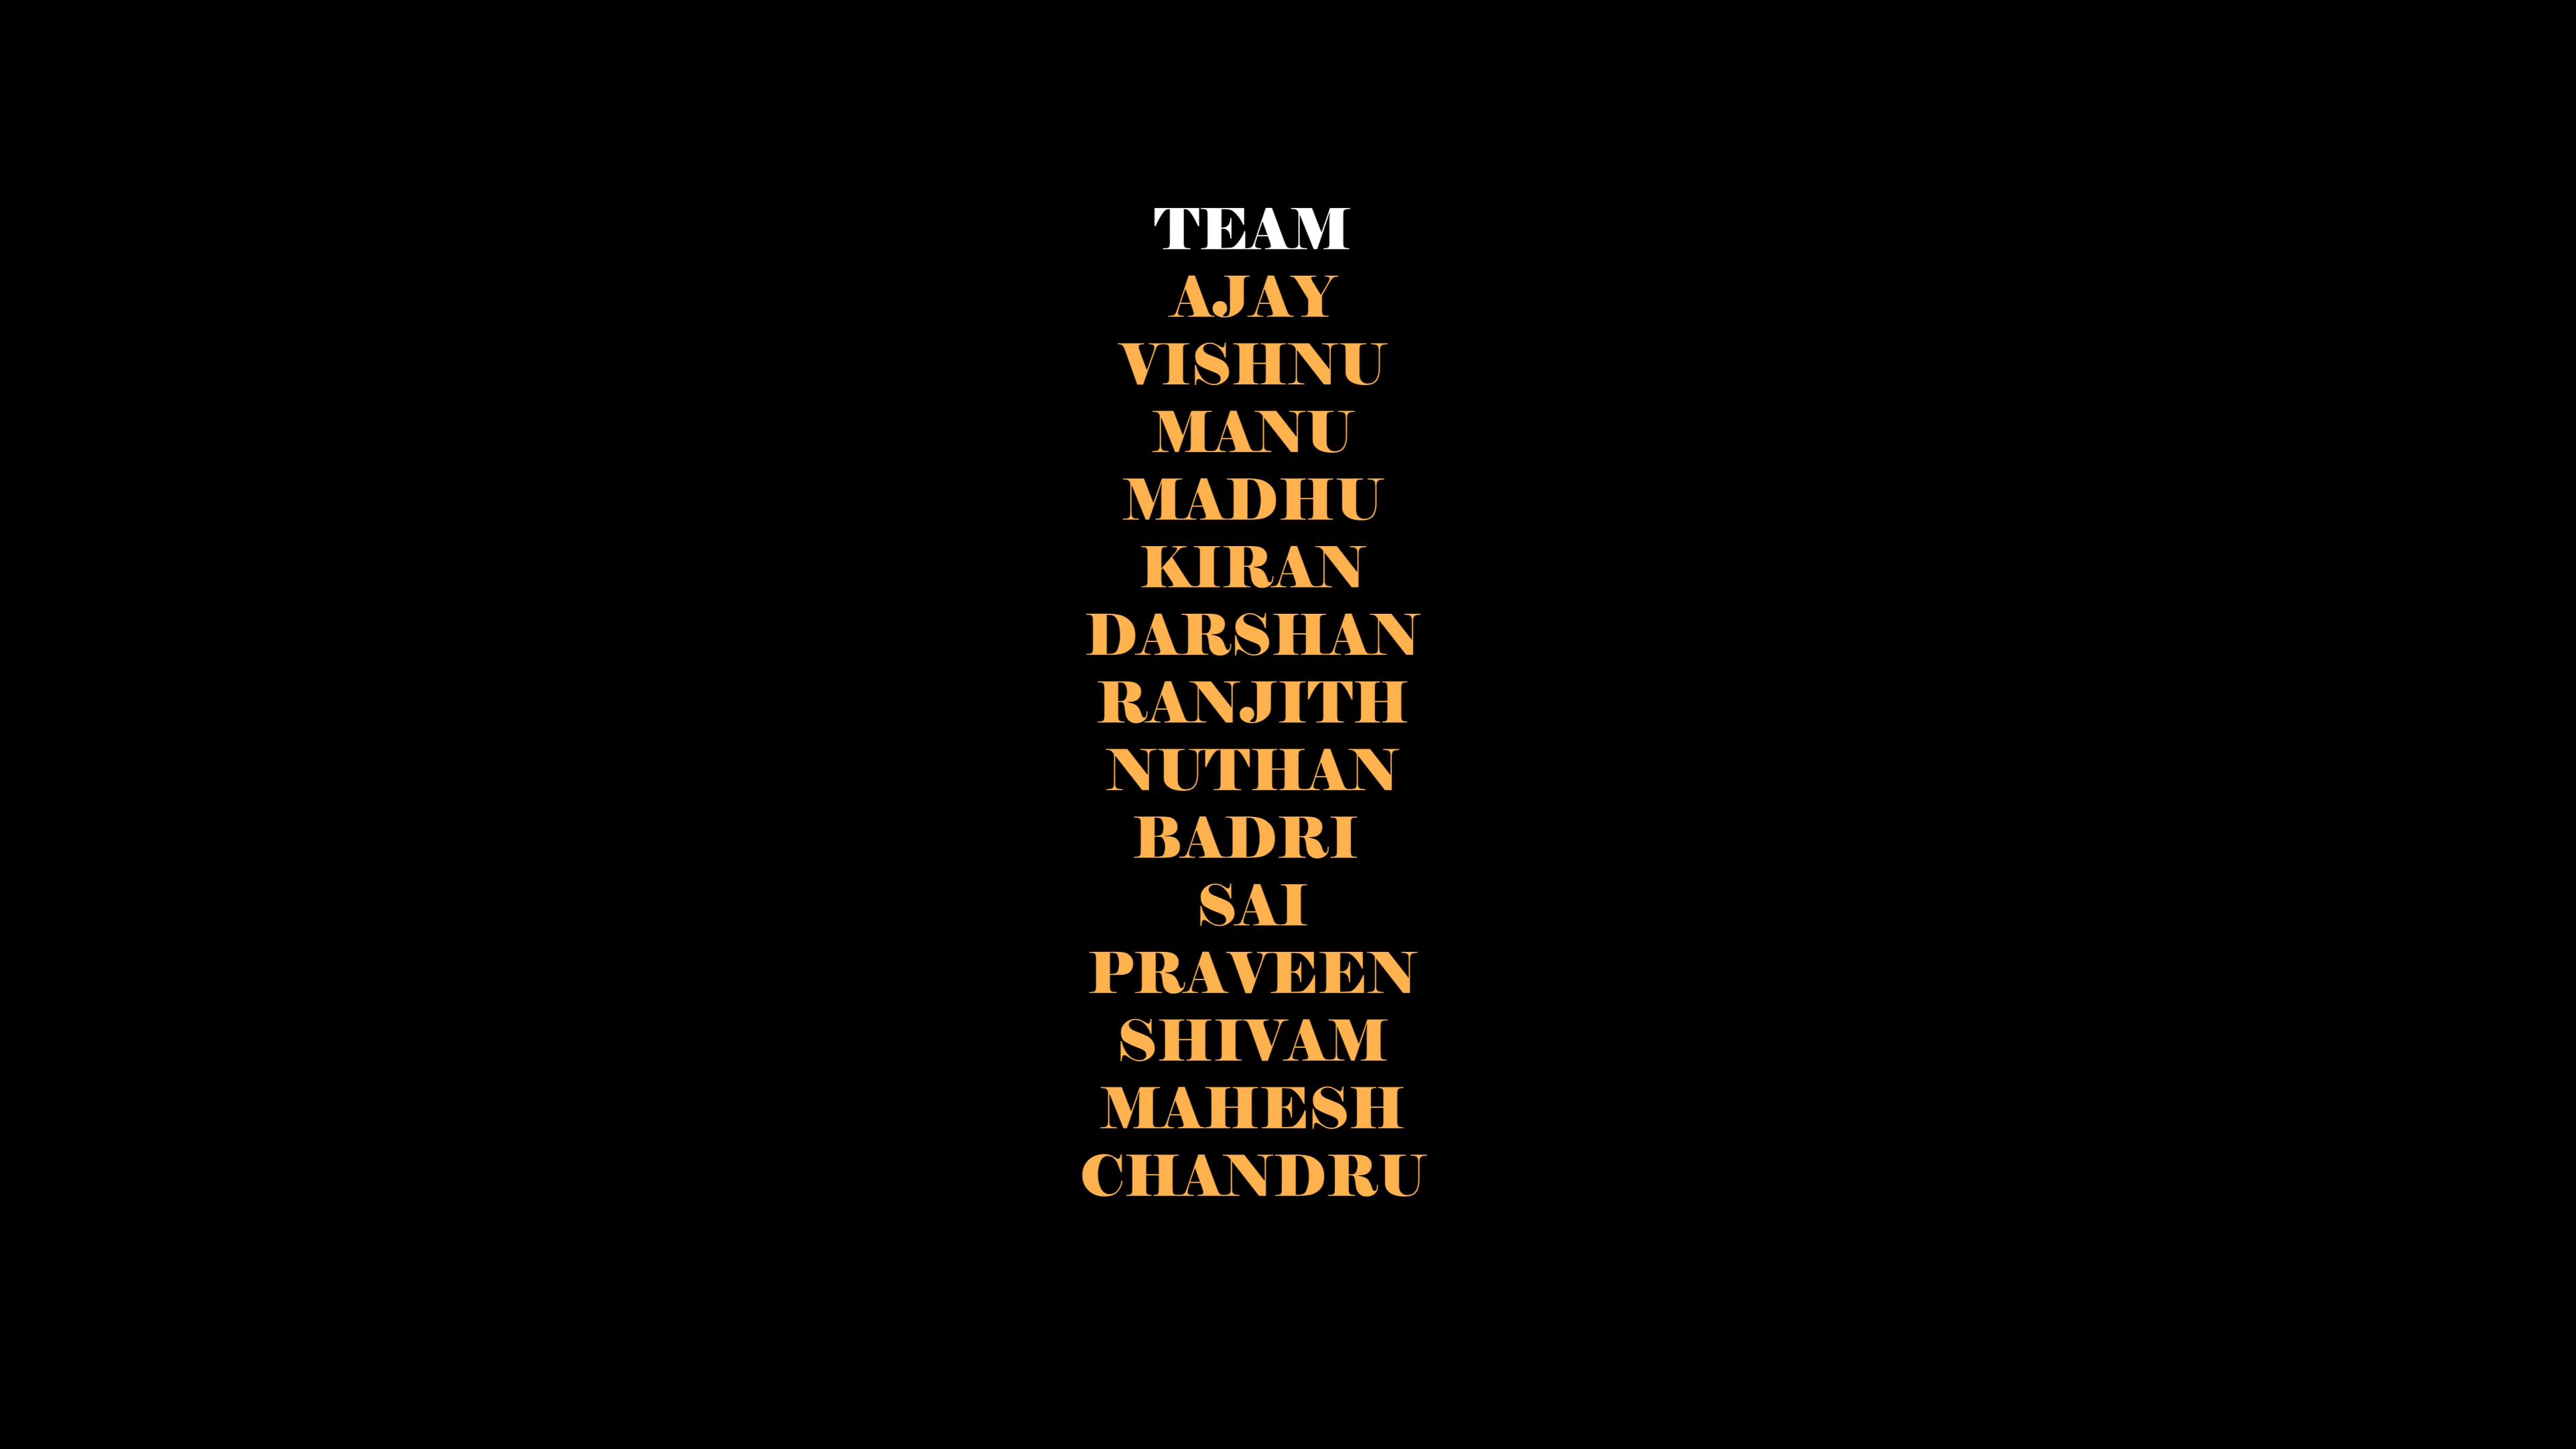 TEAM
AJAY
VISHNU
MANU
MADHU
KIRAN
DARSHAN
RANJITH
NUTHAN
BADRI
SAI
PRAVEEN
SHIVAM
MAHESH
CHANDRU